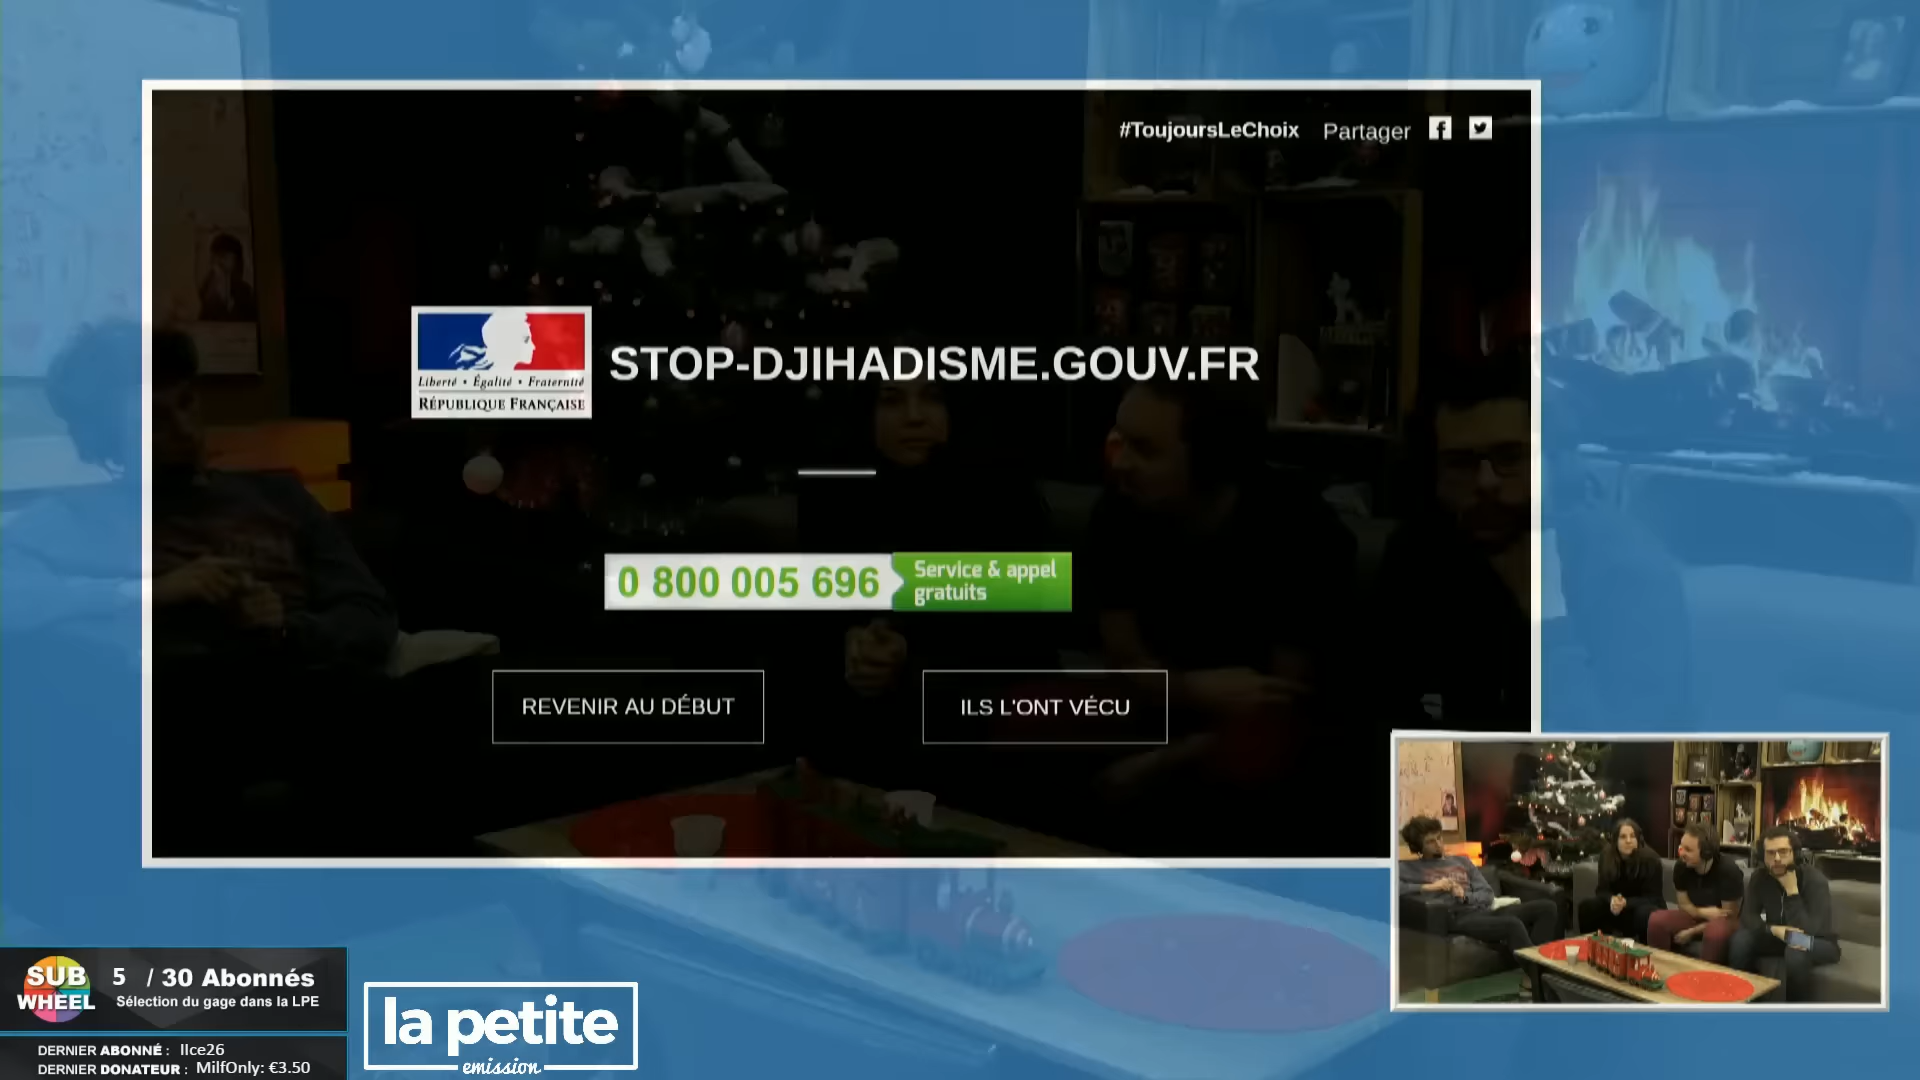 #ToujoursLeChoix Partager
Liberté • Égalité • Fraternité
RÉPUBLIQUE FRANÇAISE
STOP-DJIHADISME.GOUV.FR
0 800 005 696
Service & appel
gratuits
REVENIR AU DÉBUT
ILS L'ONT VÉCU
SUB
WHEEL
5 / 30 Abonnés
Sélection du gage dans la LPE
DERNIER ABONNÉ : IIce26
DERNIER DONATEUR : MilfOnly: €3.50
la petite
emission